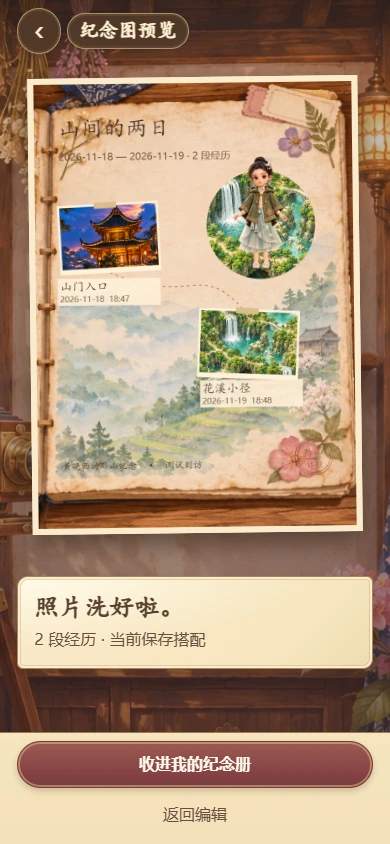 纪念图预览
山间的两日
2026-11-18 — 2026-11-19 · 2 段经历
山门入口
2026-11-18 18:47
花溪小径
2026-11-19 18:48
测试到访
照片洗好啦。
2 段经历 · 当前保存搭配
收进我的纪念册
返回编辑